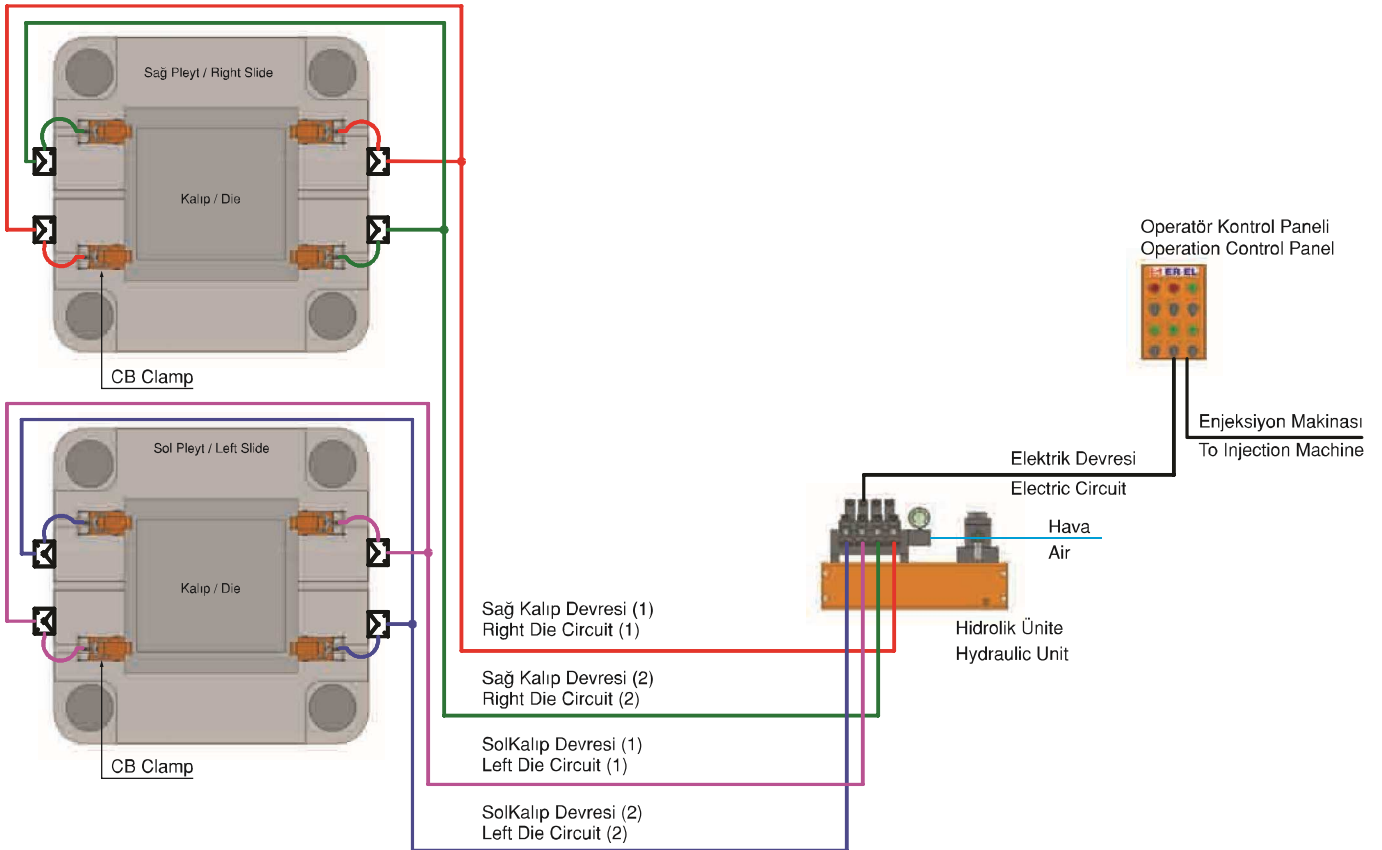 Sağ Pleyt / Right Slide
Kalıp / Die
CB Clamp
Sol Pleyt / Left Slide
Kalıp / Die
CB Clamp
Sağ Kalıp Devresi (1)
Right Die Circuit (1)
Sağ Kalıp Devresi (2)
Right Die Circuit (2)
SolKalıp Devresi (1)
Left Die Circuit (1)
SolKalıp Devresi (2)
Left Die Circuit (2)
Operatör Kontrol Paneli
Operation Control Panel
ER-EL
Enjeksiyon Makinası
To Injection Machine
Elektrik Devresi
Electric Circuit
Hava
Air
Hidrolik Ünite
Hydraulic Unit